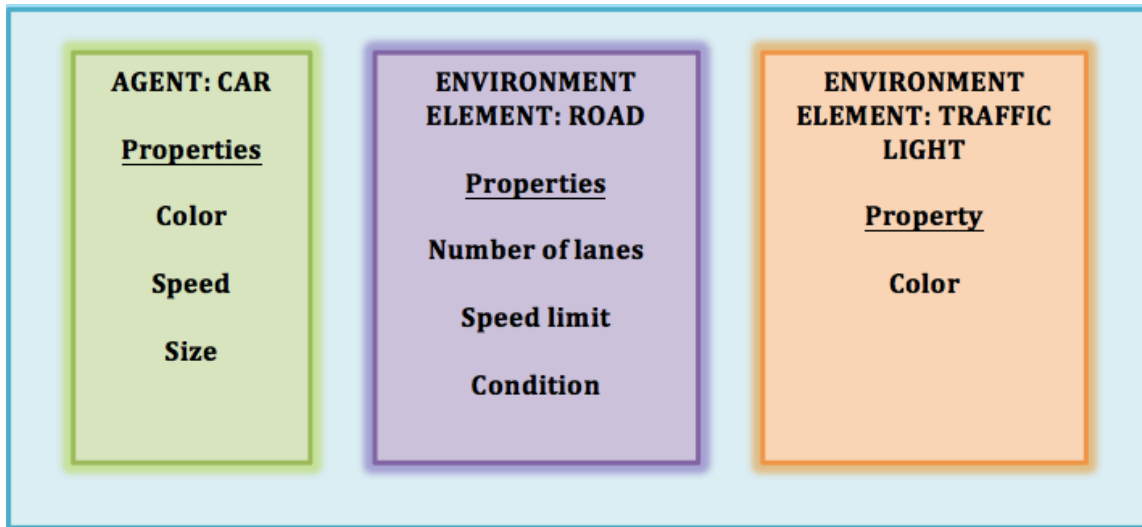 AGENT: CAR
Properties
Color
Speed
Size
ENVIRONMENT
ELEMENT: ROAD
Properties
Number of lanes
Speed limit
Condition
ENVIRONMENT
ELEMENT: TRAFFIC
LIGHT
Property
Color